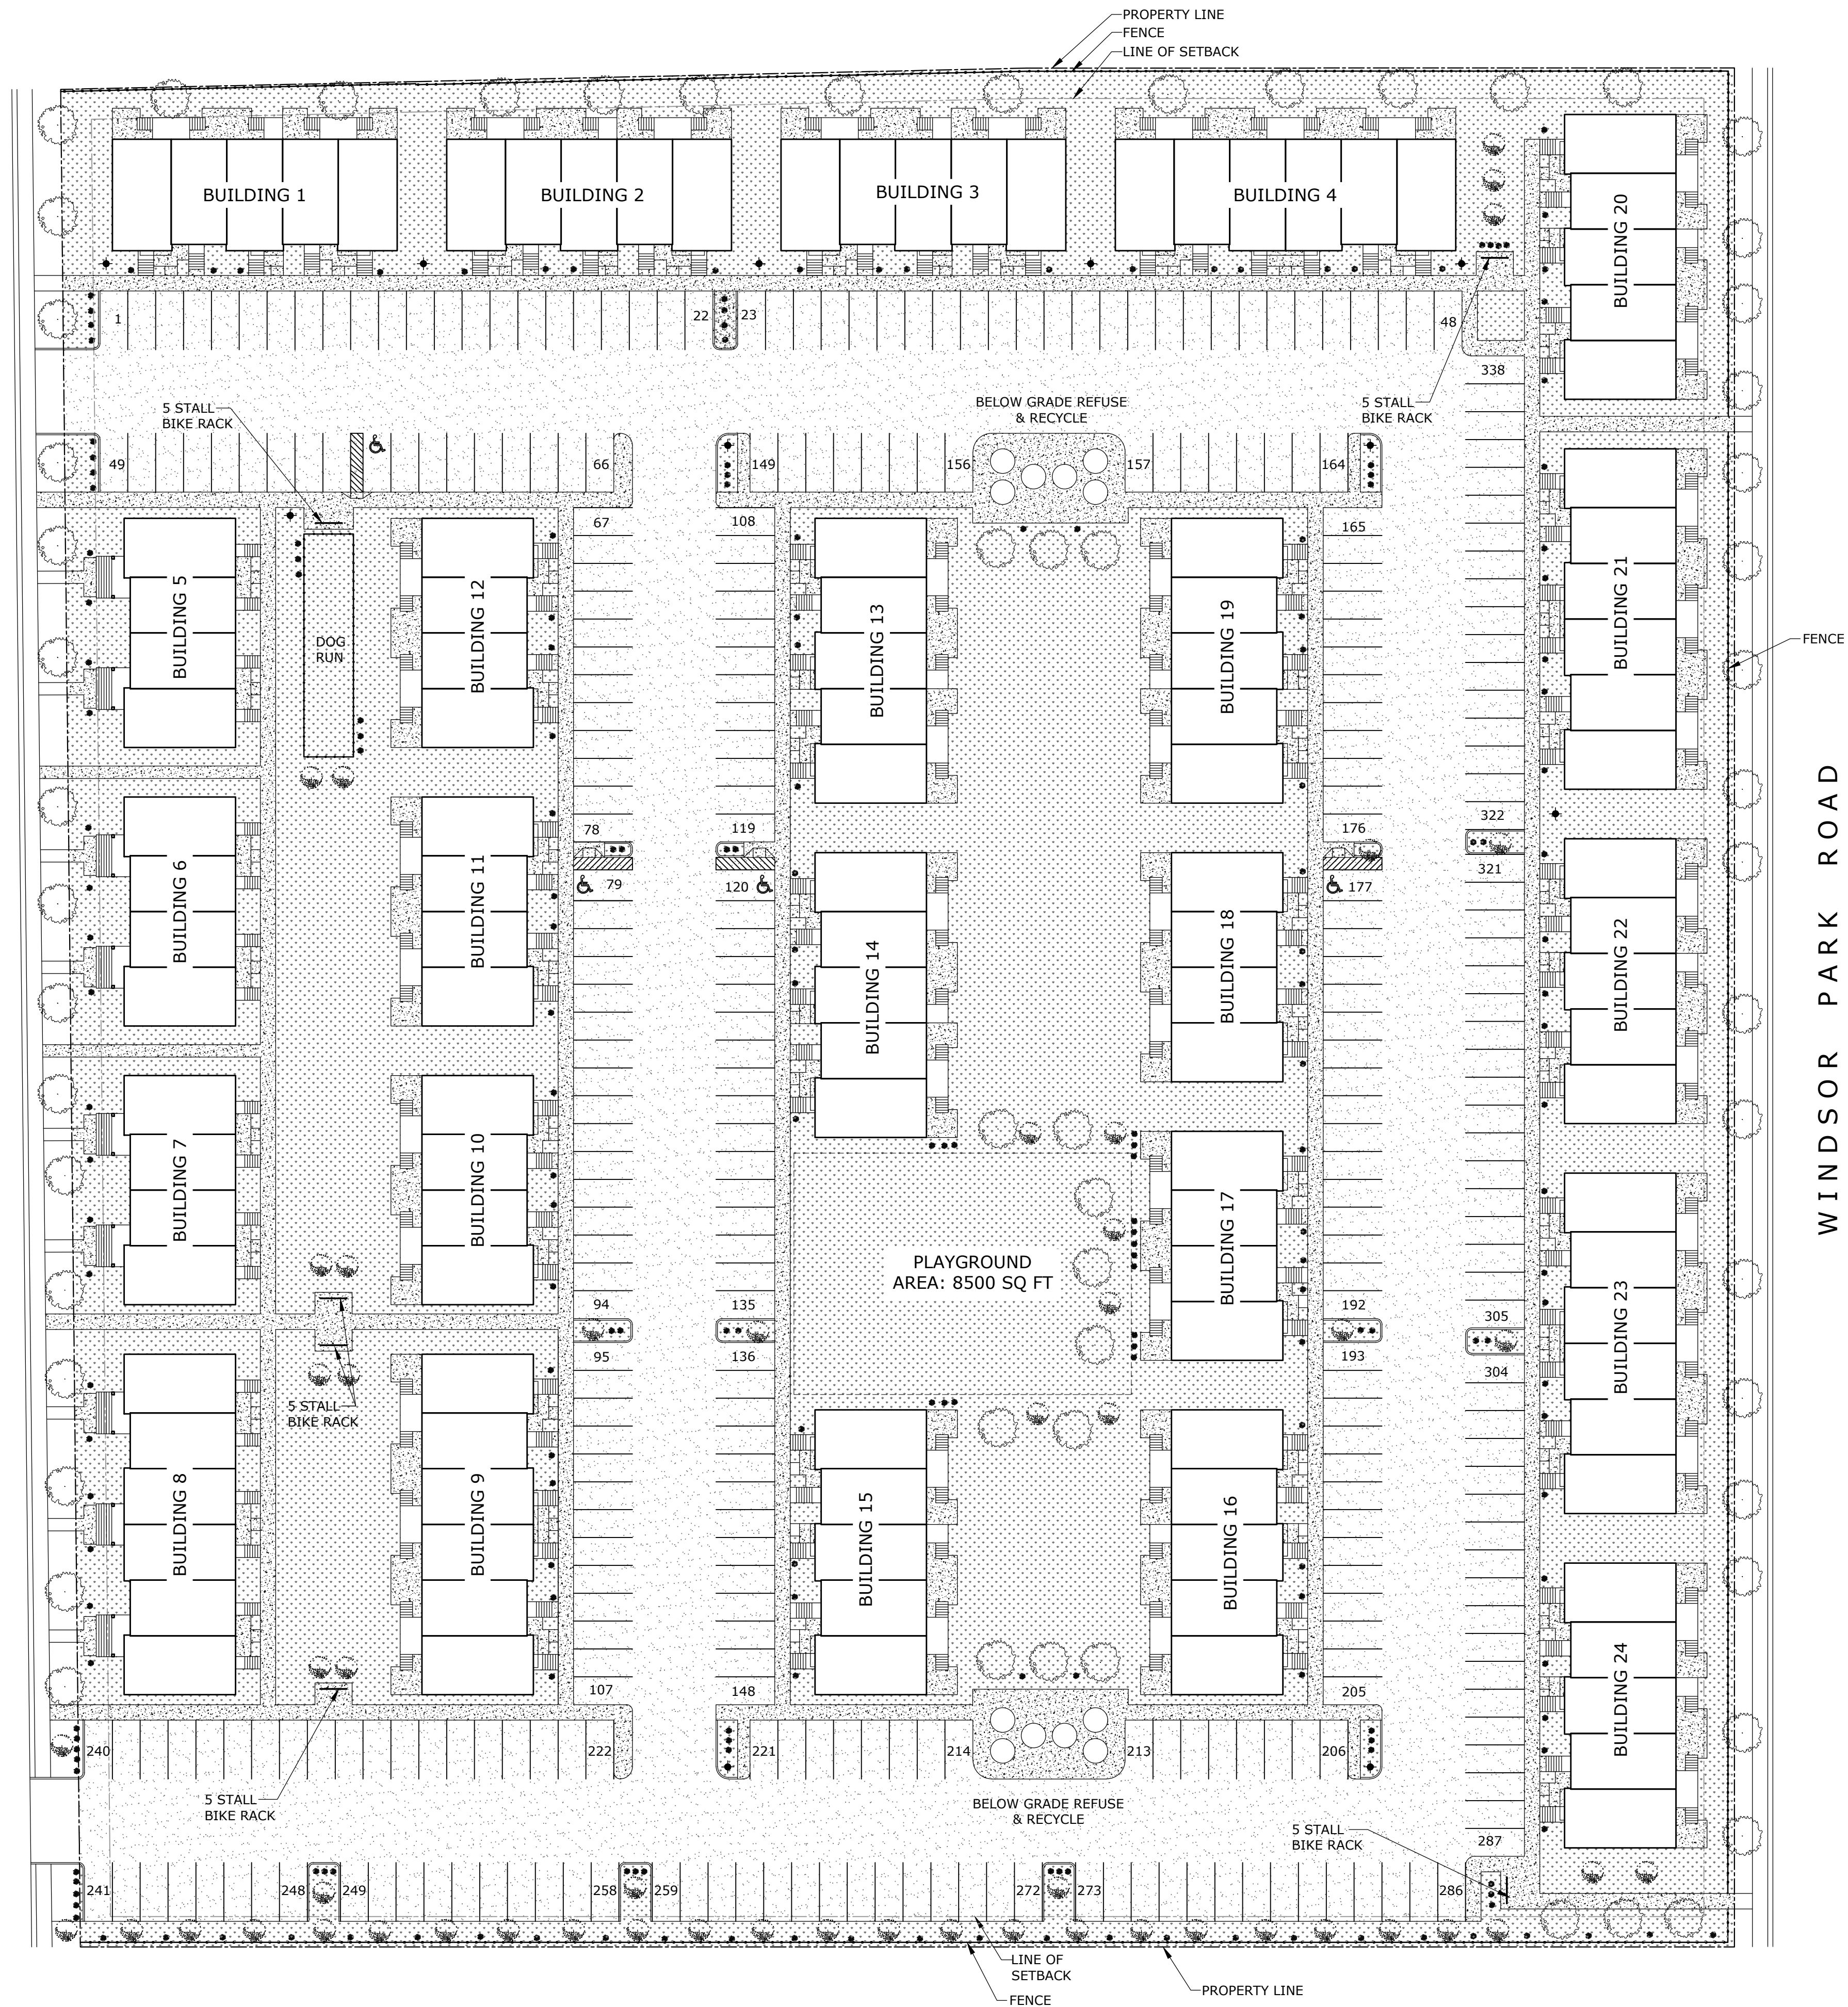 PROPERTY LINE
FENCE
LINE OF SETBACK
BUILDING 1
BUILDING 2
BUILDING 3
BUILDING 4
BUILDING 20
1
22
23
48
338
5 STALL
BIKE RACK
BELOW GRADE REFUSE
& RECYCLE
5 STALL
BIKE RACK
49
66
149
156
157
164
67
108
165
BUILDING 5
DOG
RUN
BUILDING 12
BUILDING 13
BUILDING 19
BUILDING 21
FENCE
78
119
176
322
79
120
177
321
BUILDING 6
BUILDING 11
BUILDING 14
BUILDING 18
BUILDING 22
WINDSOR PARK ROAD
BUILDING 7
BUILDING 10
PLAYGROUND
AREA: 8500 SQ FT
BUILDING 17
BUILDING 23
94
135
192
305
95
136
193
304
5 STALL
BIKE RACK
BUILDING 8
BUILDING 9
BUILDING 15
BUILDING 16
BUILDING 24
107
148
205
240
222
221
214
213
206
5 STALL
BIKE RACK
BELOW GRADE REFUSE
& RECYCLE
5 STALL
BIKE RACK
287
241
248
249
258
259
272
273
286
LINE OF
SETBACK
FENCE
PROPERTY LINE